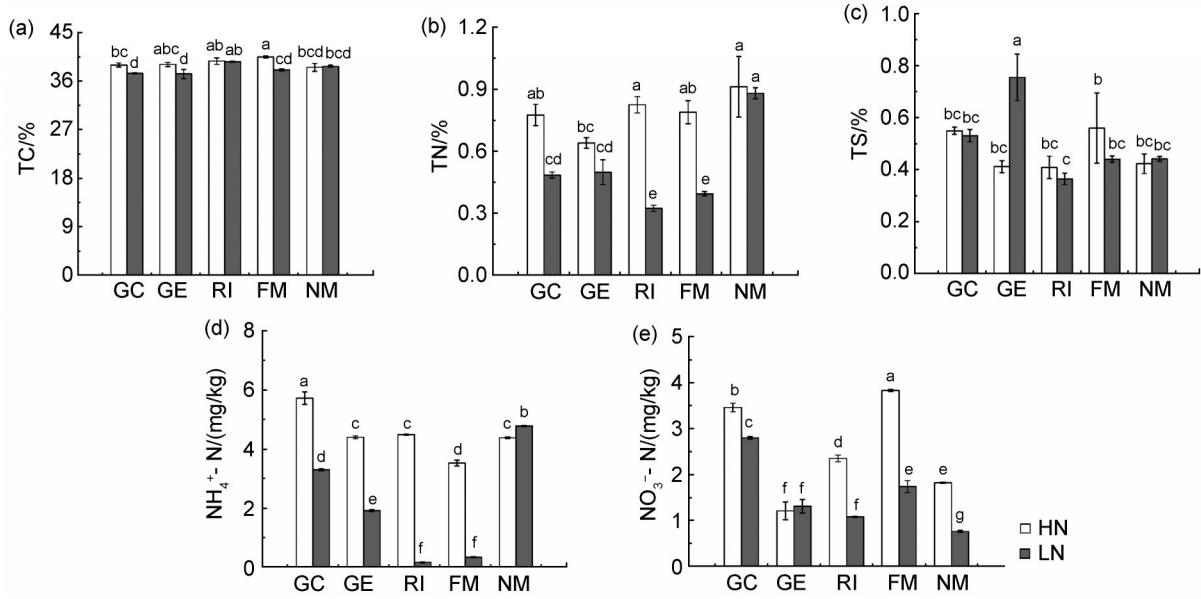 (a)
TC/%
45
36
27
18
9
0
bc d abc d ab ab a cd bcd bcd
GC GE RI FM NM
(b)
TN/%
1.2
0.9
0.6
0.3
0.0
ab cd bc cd a e ab e a a
GC GE RI FM NM
(c)
TS/%
1.0
0.8
0.6
0.4
0.2
0.0
bc bc bc a bc c b bc bc bc
GC GE RI FM NM
(d)
NH₄⁺- N/(mg/kg)
8
6
4
2
0
a d c e c f d f c b
GC GE RI FM NM
(e)
NO₃⁻- N/(mg/kg)
5
4
3
2
1
0
b c f f d f a e e g
GC GE RI FM NM
HN
LN